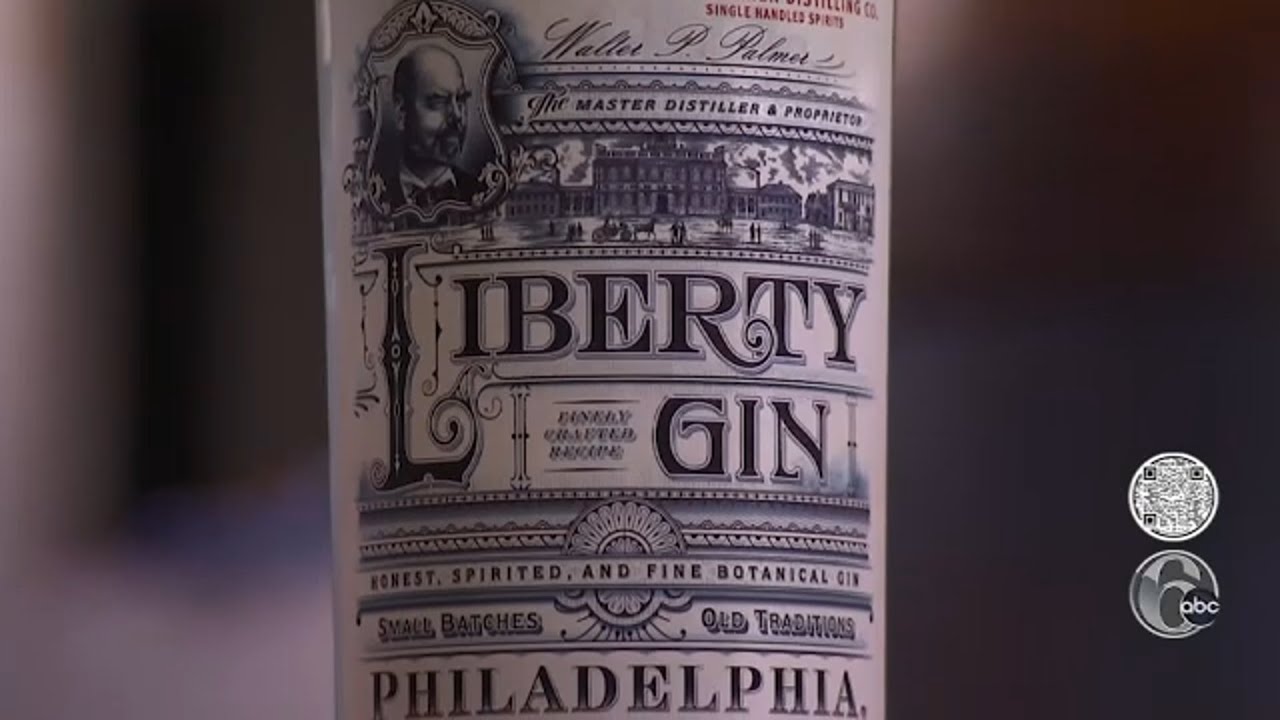 DISTILLING CO.
SINGLE HANDLED SPIRITS
Walter P. Palmer
The MASTER DISTILLER & PROPRIETOR
LIBERTY
FINELY
CRAFTED
RECIPE
GIN
HONEST, SPIRITED, AND FINE BOTANICAL GIN
SMALL BATCHES OLD TRADITIONS
PHILADELPHIA,
6abc